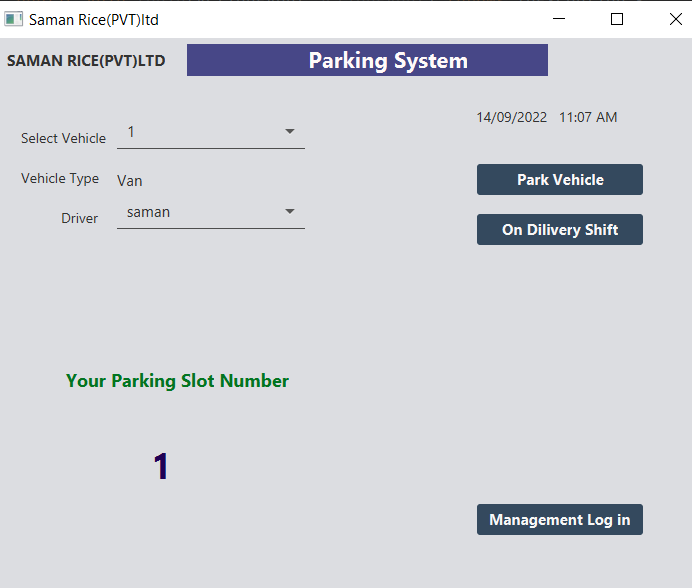 Saman Rice(PVT)ltd
SAMAN RICE(PVT)LTD
Parking System
14/09/2022 11:07 AM
Select Vehicle 1
Vehicle Type Van
Driver saman
Park Vehicle
On Dilivery Shift
Your Parking Slot Number
1
Management Log in